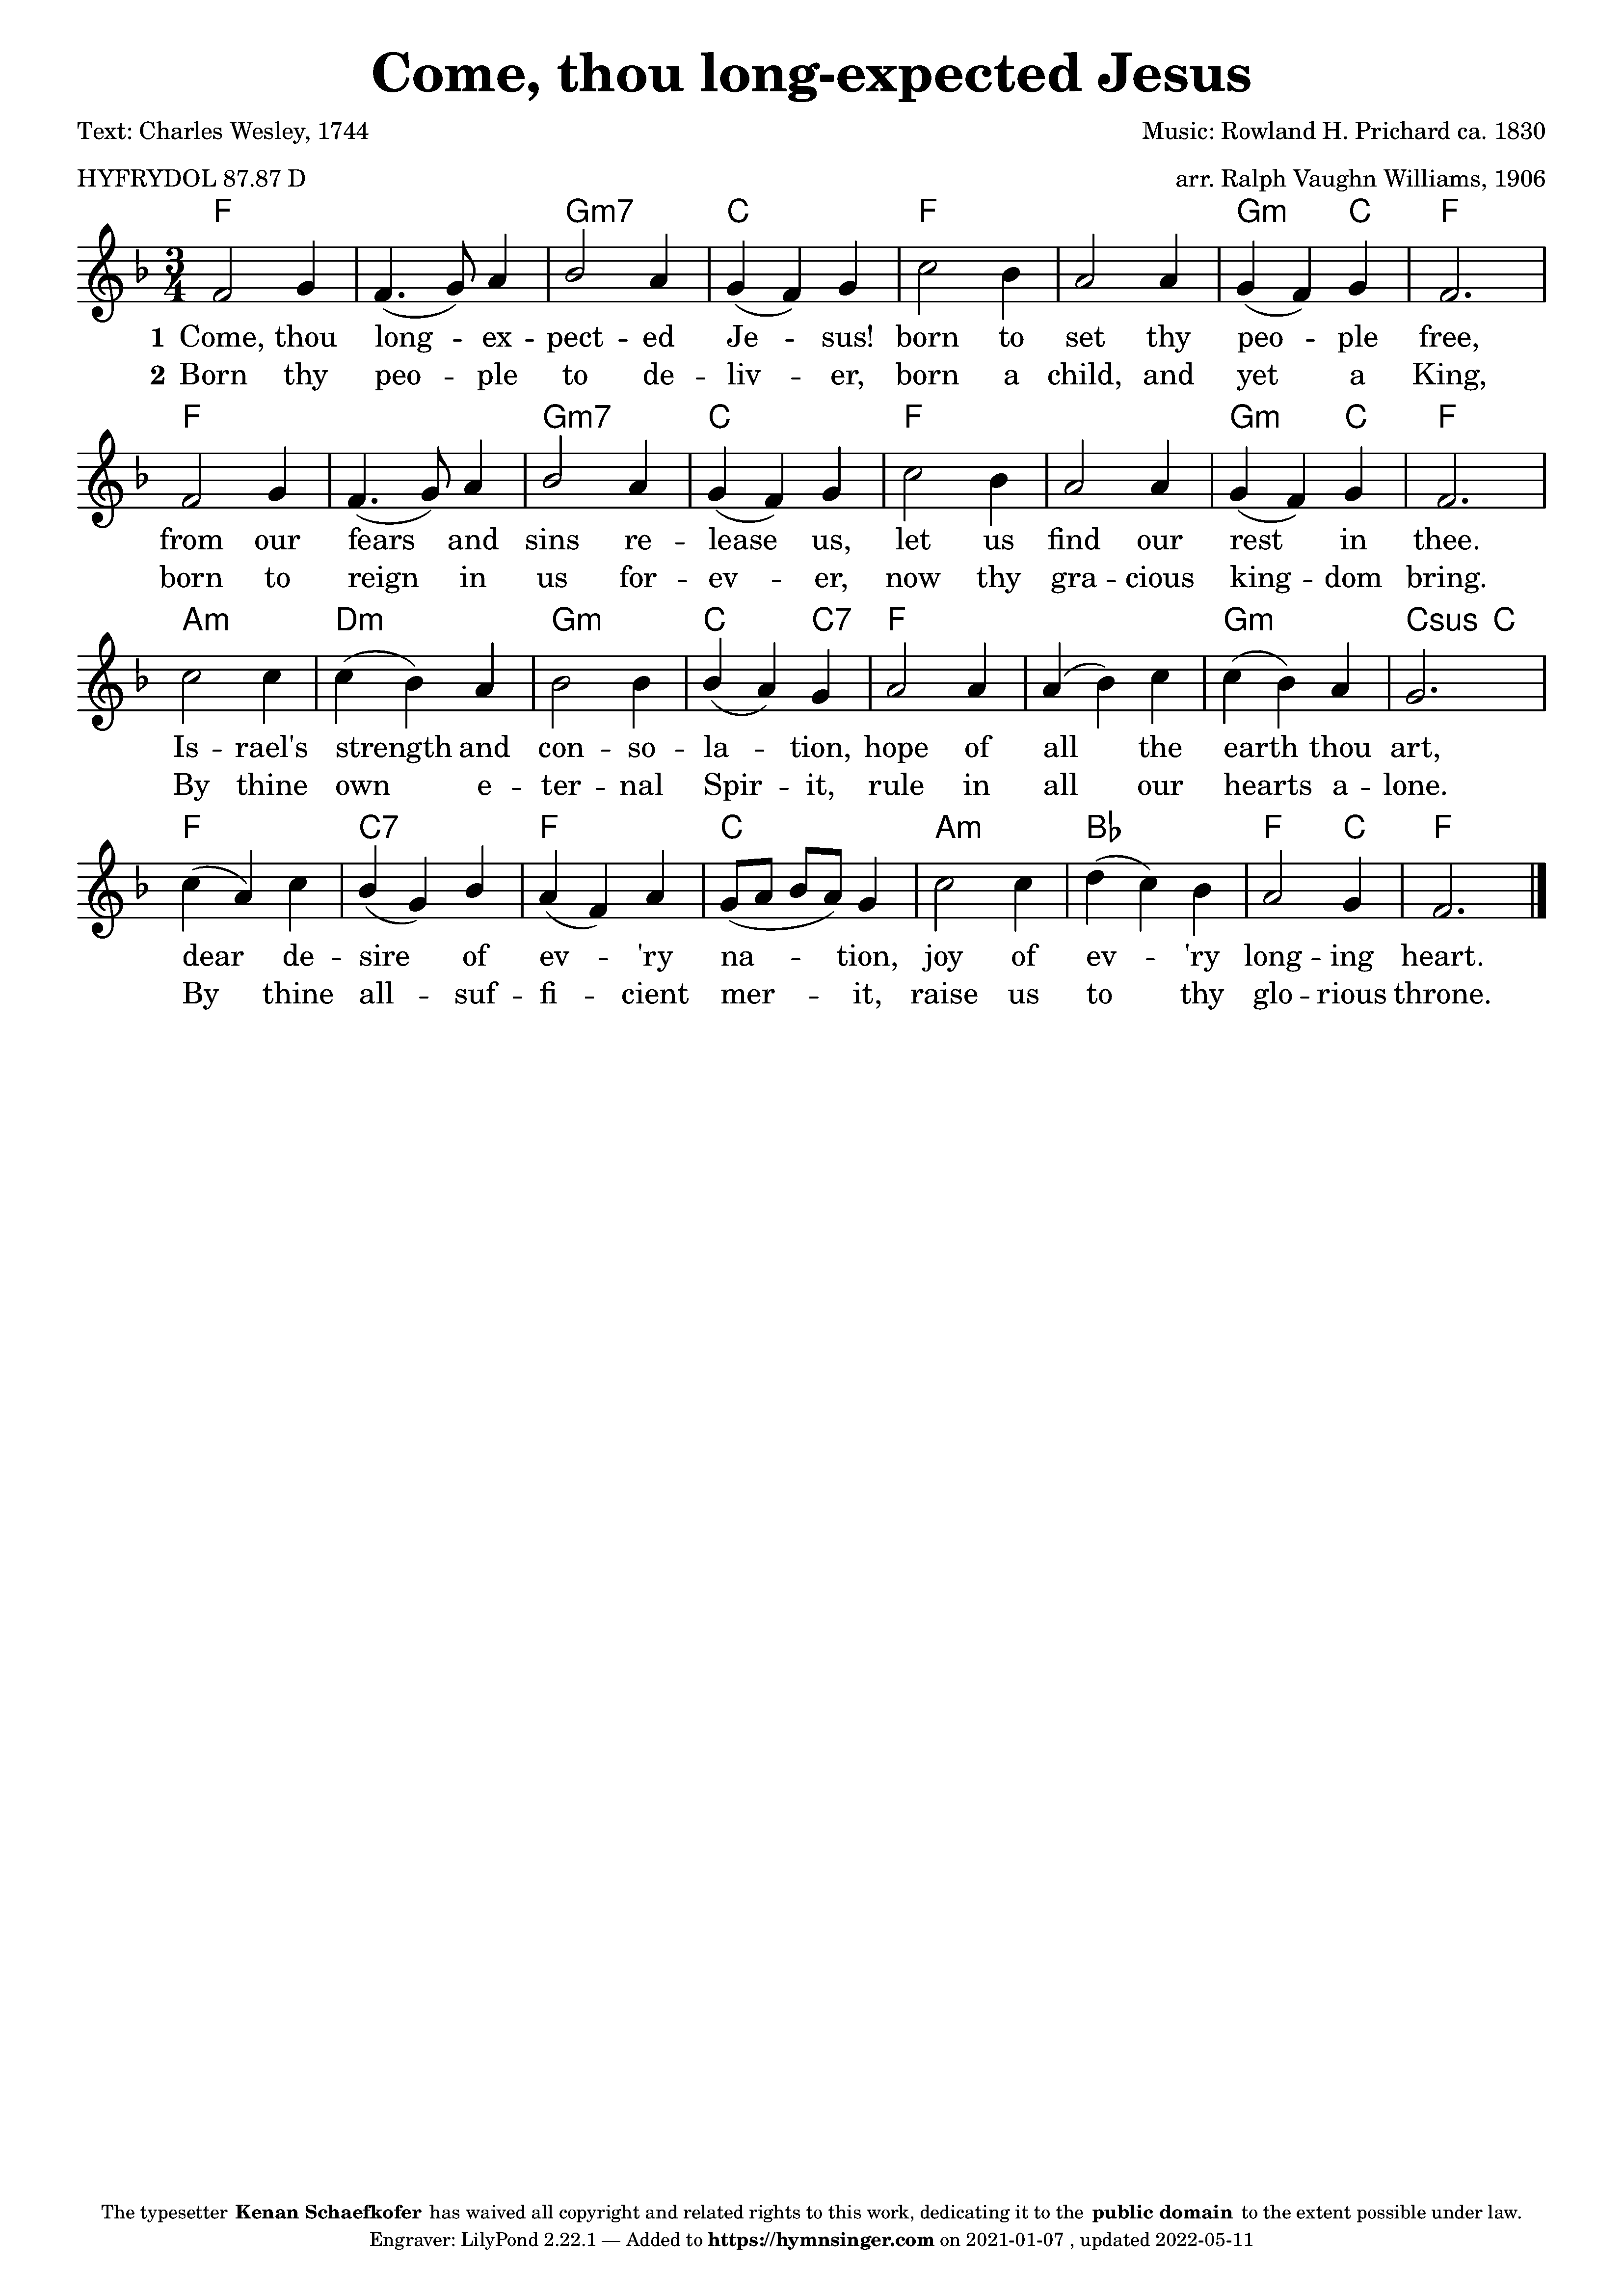 Come, thou long-expected Jesus
Text: Charles Wesley, 1744
Music: Rowland H. Prichard ca. 1830
HYFRYDOL 87.87 D
arr. Ralph Vaughn Williams, 1906
F Gm7 C F Gm C F
3
4
1 Come, thou long -- ex -- pect -- ed Je -- sus! born to set thy peo -- ple free,
2 Born thy peo -- ple to de -- liv -- er, born a child, and yet a King,
F Gm7 C F Gm C F
from our fears and sins re -- lease us, let us find our rest in thee.
born to reign in us for -- ev -- er, now thy gra -- cious king -- dom bring.
Am Dm Gm C C7 F Gm Csus C
Is -- rael's strength and con -- so -- la -- tion, hope of all the earth thou art,
By thine own e -- ter -- nal Spir -- it, rule in all our hearts a -- lone.
F C7 F C Am B♭ F C F
dear de -- sire of ev -- 'ry na -- -- tion, joy of ev -- 'ry long -- ing heart.
By thine all -- suf -- fi -- cient mer -- -- it, raise us to thy glo -- rious throne.
The typesetter Kenan Schaefkofer has waived all copyright and related rights to this work, dedicating it to the public domain to the extent possible under law.
Engraver: LilyPond 2.22.1 — Added to https://hymnsinger.com on 2021-01-07 , updated 2022-05-11